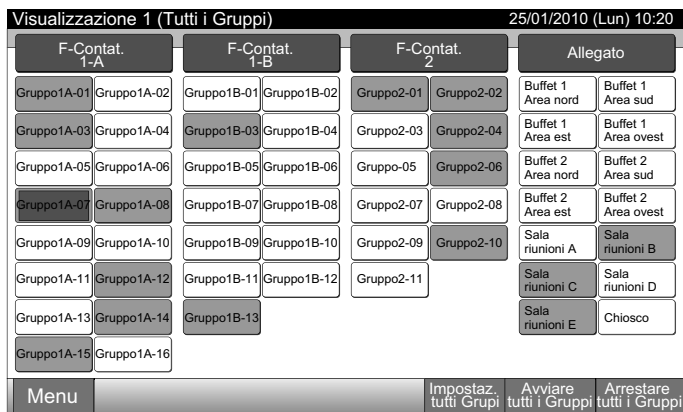 Visualizzazione 1 (Tutti i Gruppi) 25/01/2010 (Lun) 10:20
F-Contat.
1-A
F-Contat.
1-B
F-Contat.
2
Allegato
Gruppo1A-01 Gruppo1A-02 Gruppo1B-01 Gruppo1B-02 Gruppo2-01 Gruppo2-02
Buffet 1
Area nord
Buffet 1
Area sud
Gruppo1A-03 Gruppo1A-04 Gruppo1B-03 Gruppo1B-04 Gruppo2-03 Gruppo2-04
Buffet 1
Area est
Buffet 1
Area ovest
Gruppo1A-05 Gruppo1A-06 Gruppo1B-05 Gruppo1B-06 Gruppo-05 Gruppo2-06
Buffet 2
Area nord
Buffet 2
Area sud
Gruppo1A-07 Gruppo1A-08 Gruppo1B-07 Gruppo1B-08 Gruppo2-07 Gruppo2-08
Buffet 2
Area est
Buffet 2
Area ovest
Gruppo1A-09 Gruppo1A-10 Gruppo1B-09 Gruppo1B-10 Gruppo2-09 Gruppo2-10
Sala
riunioni A
Sala
riunioni B
Gruppo1A-11 Gruppo1A-12 Gruppo1B-11 Gruppo1B-12 Gruppo2-11
Sala
riunioni C
Sala
riunioni D
Gruppo1A-13 Gruppo1A-14 Gruppo1B-13
Sala
riunioni E
Chiosco
Gruppo1A-15 Gruppo1A-16
Menu
Impostaz.
tutti Grupi
Avviare
tutti i Gruppi
Arrestare
tutti i Gruppi